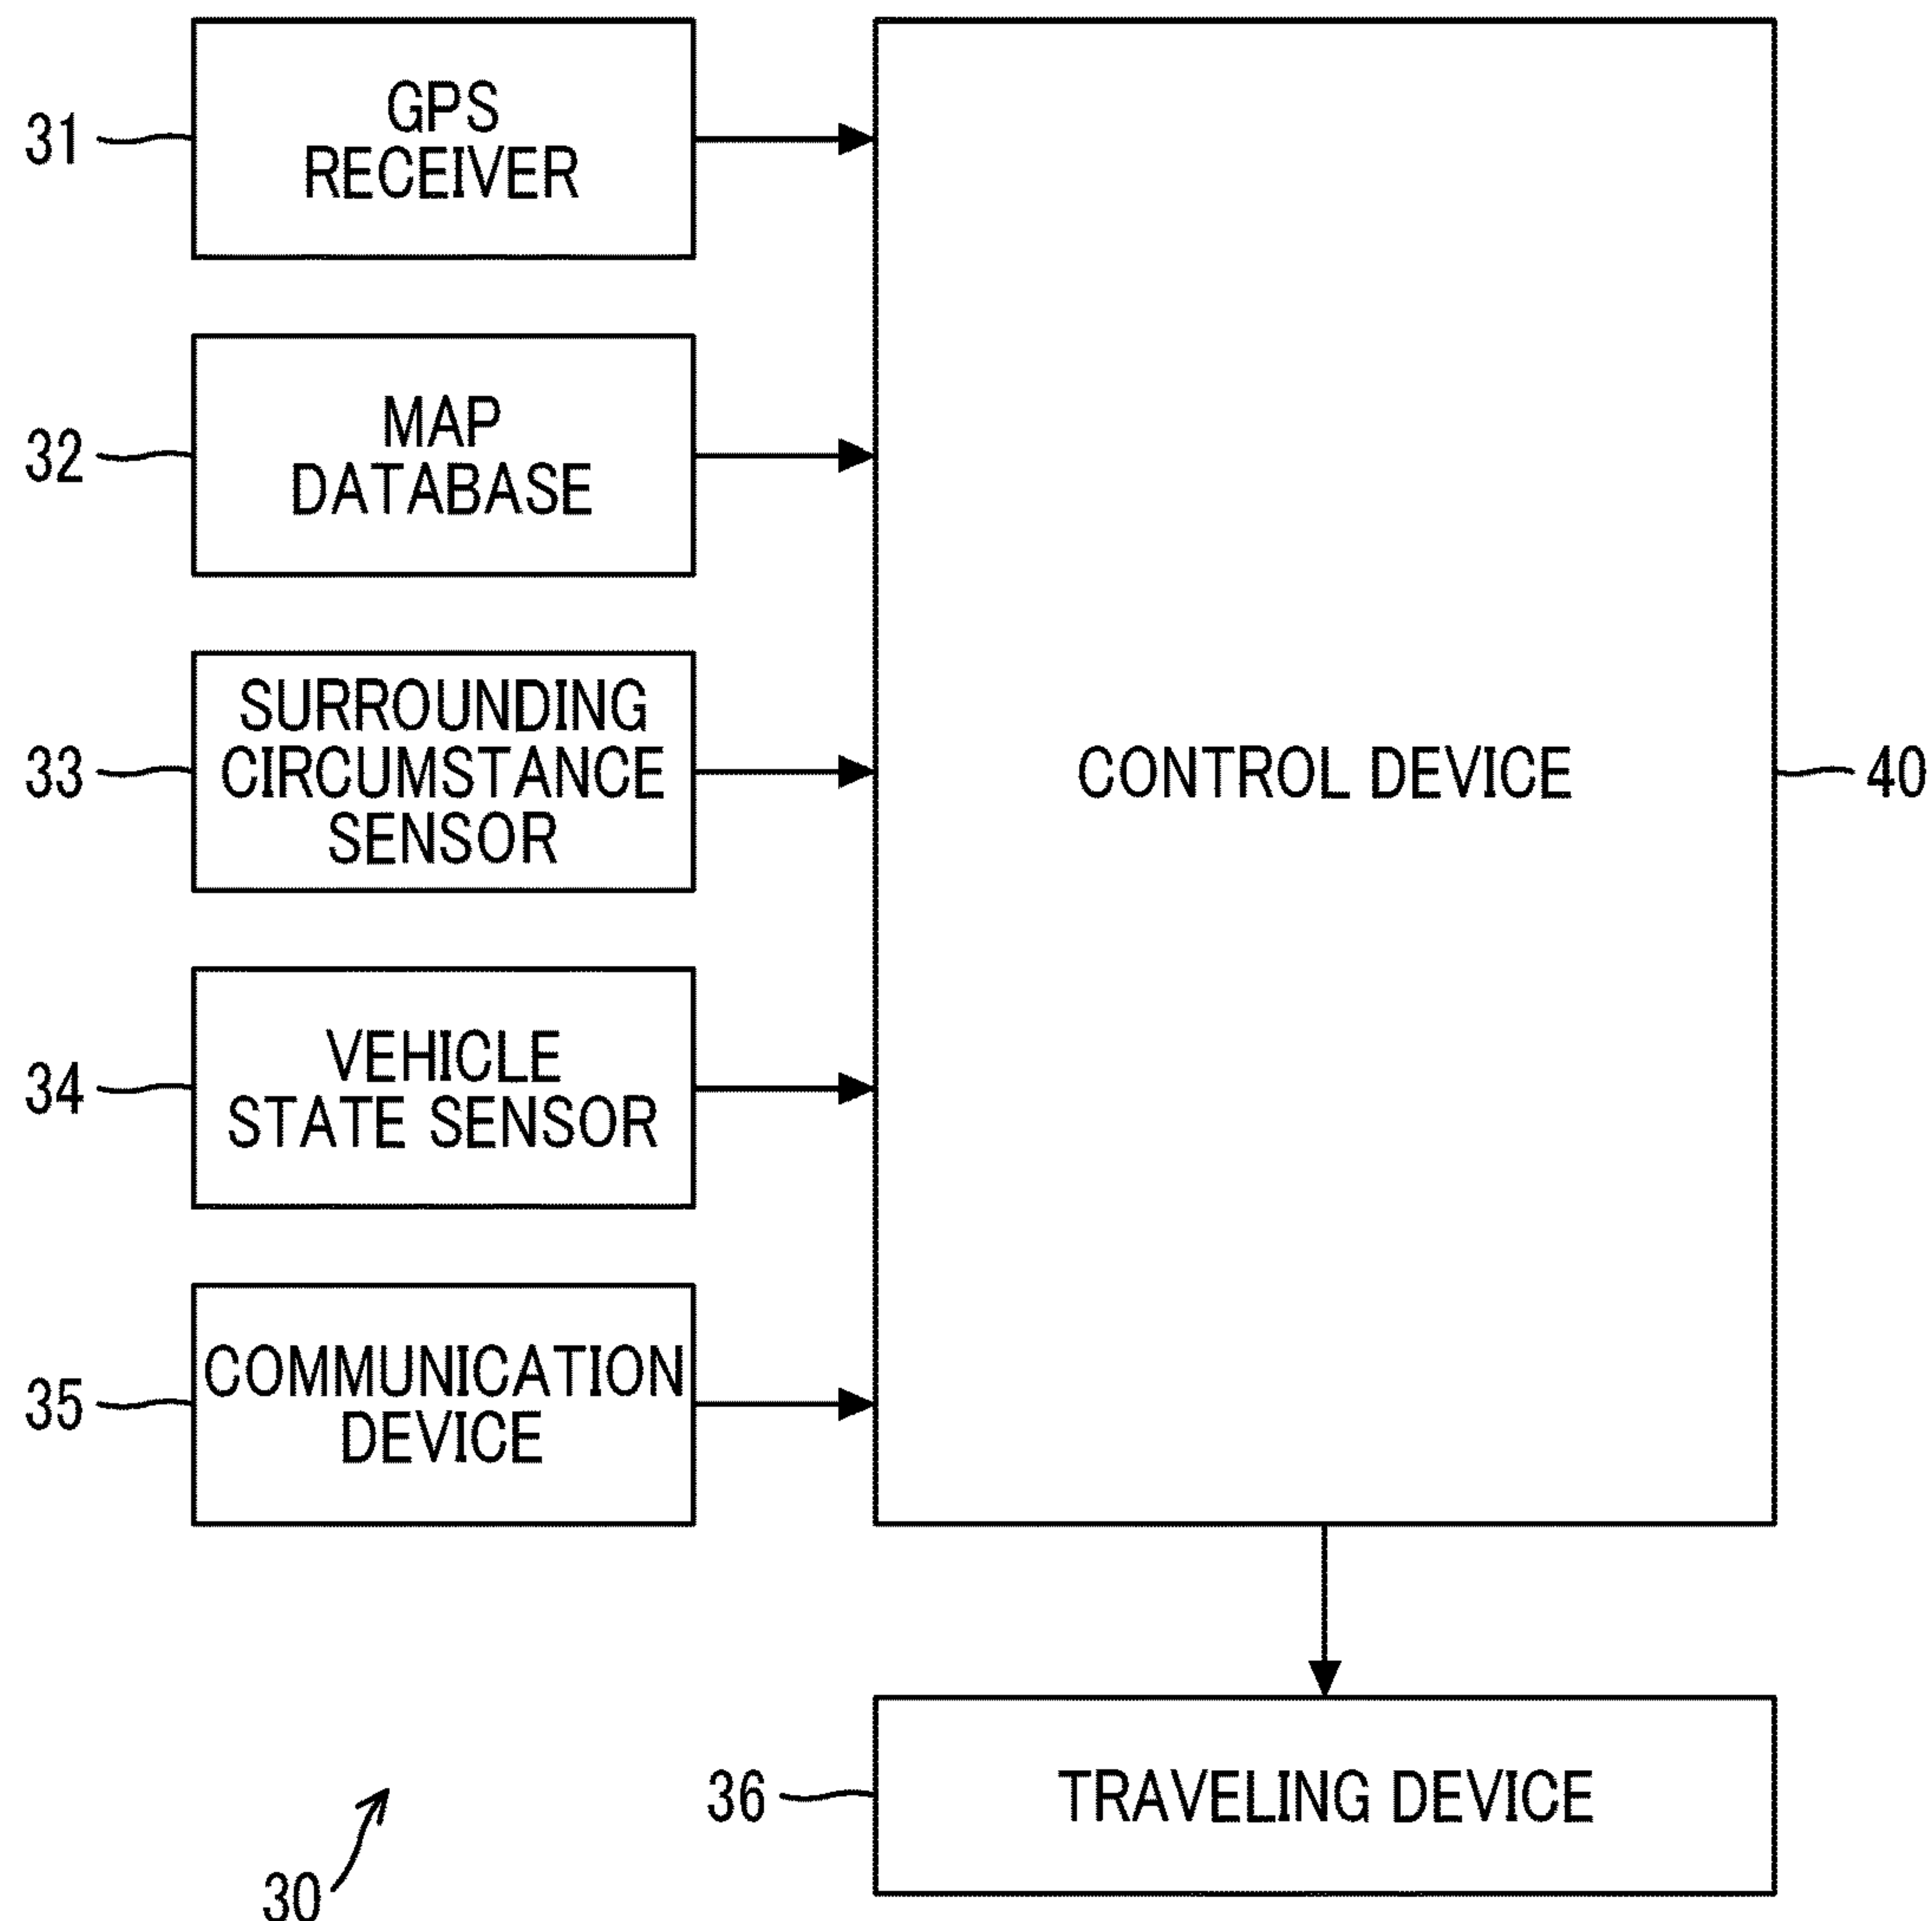 31
GPS
RECEIVER
32
MAP
DATABASE
33
SURROUNDING
CIRCUMSTANCE
SENSOR
CONTROL DEVICE
40
34
VEHICLE
STATE SENSOR
35
COMMUNICATION
DEVICE
36
TRAVELING DEVICE
30